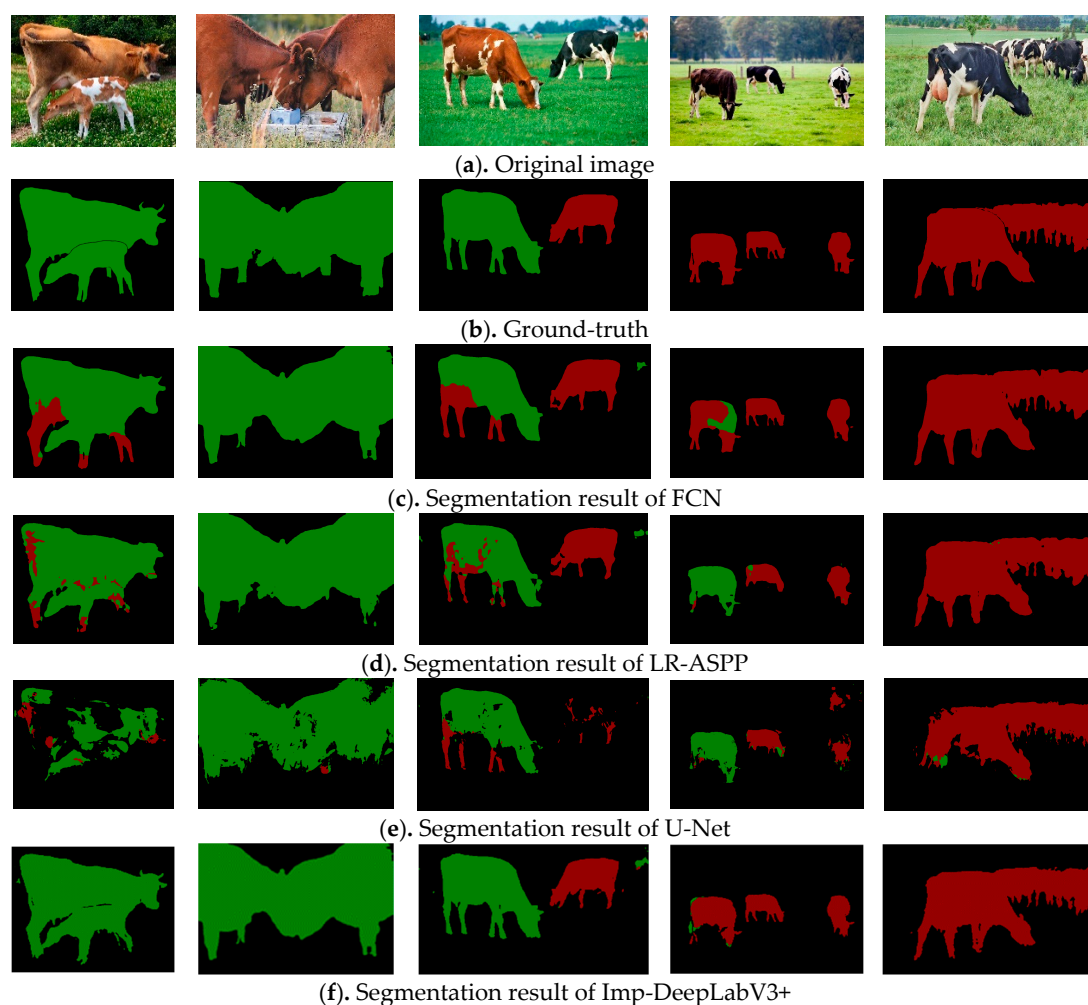 (a). Original image
(b). Ground-truth
(c). Segmentation result of FCN
(d). Segmentation result of LR-ASPP
(e). Segmentation result of U-Net
(f). Segmentation result of Imp-DeepLabV3+